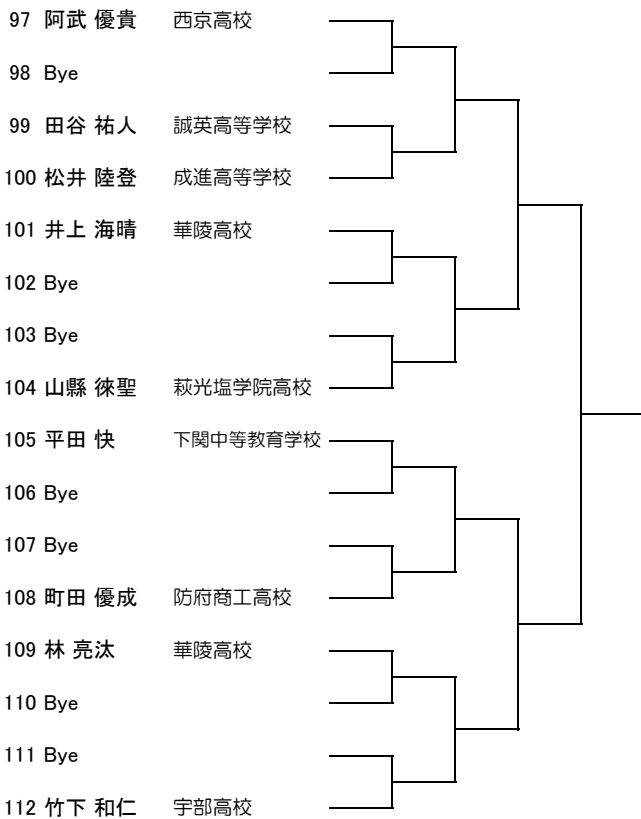 97 阿武 優貴 西京高校
98 Bye
99 田谷 祐人 誠英高等学校
100 松井 陸登 成進高等学校
101 井上 海晴 華陵高校
102 Bye
103 Bye
104 山縣 徠聖 萩光塩学院高校
105 平田 快 下関中等教育学校
106 Bye
107 Bye
108 町田 優成 防府商工高校
109 林 亮汰 華陵高校
110 Bye
111 Bye
112 竹下 和仁 宇部高校